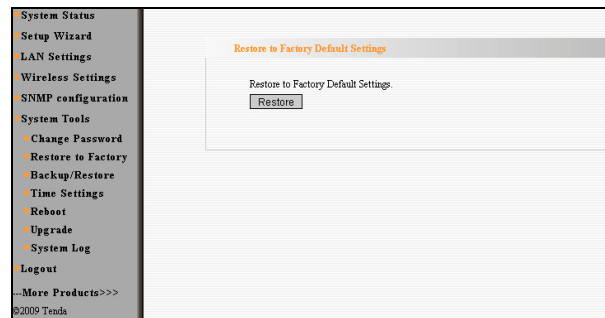 System Status
Setup Wizard
LAN Settings
Wireless Settings
SNMP configuration
System Tools
Change Password
Restore to Factory
Backup/Restore
Time Settings
Reboot
Upgrade
System Log
Logout
---More Products>>>
©2009 Tenda
Restore to Factory Default Settings
Restore to Factory Default Settings.
Restore